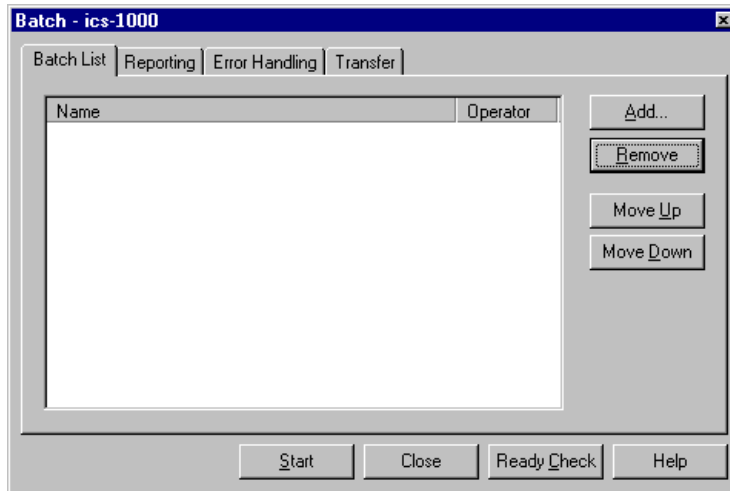 Batch - ics-1000
Batch List Reporting Error Handling Transfer
Name Operator
Add...
Remove
Move Up
Move Down
Start Close Ready Check Help